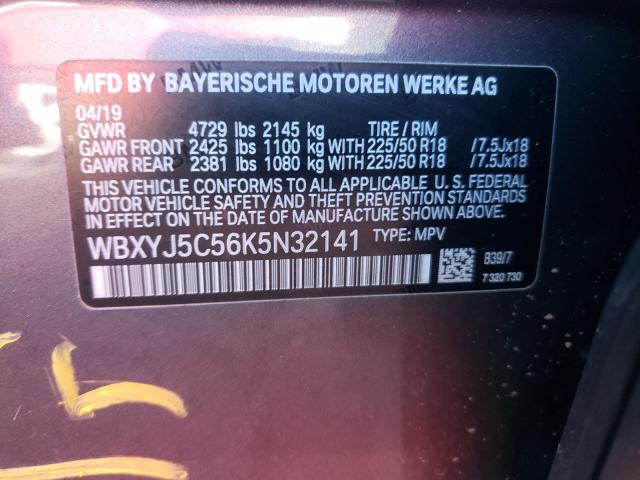 MFD BY BAYERISCHE MOTOREN WERKE AG
04/19
GVWR 4729 lbs 2145 kg TIRE / RIM
GAWR FRONT 2425 lbs 1100 kg WITH 225/50 R18 /7.5Jx18
GAWR REAR 2381 lbs 1080 kg WITH 225/50 R18 /7.5Jx18
THIS VEHICLE CONFORMS TO ALL APPLICABLE U. S. FEDERAL
MOTOR VEHICLE SAFETY AND THEFT PREVENTION STANDARDS
IN EFFECT ON THE DATE OF MANUFACTURE SHOWN ABOVE.
WBXYJ5C56K5N32141 TYPE: MPV
B39/7
7 320 730